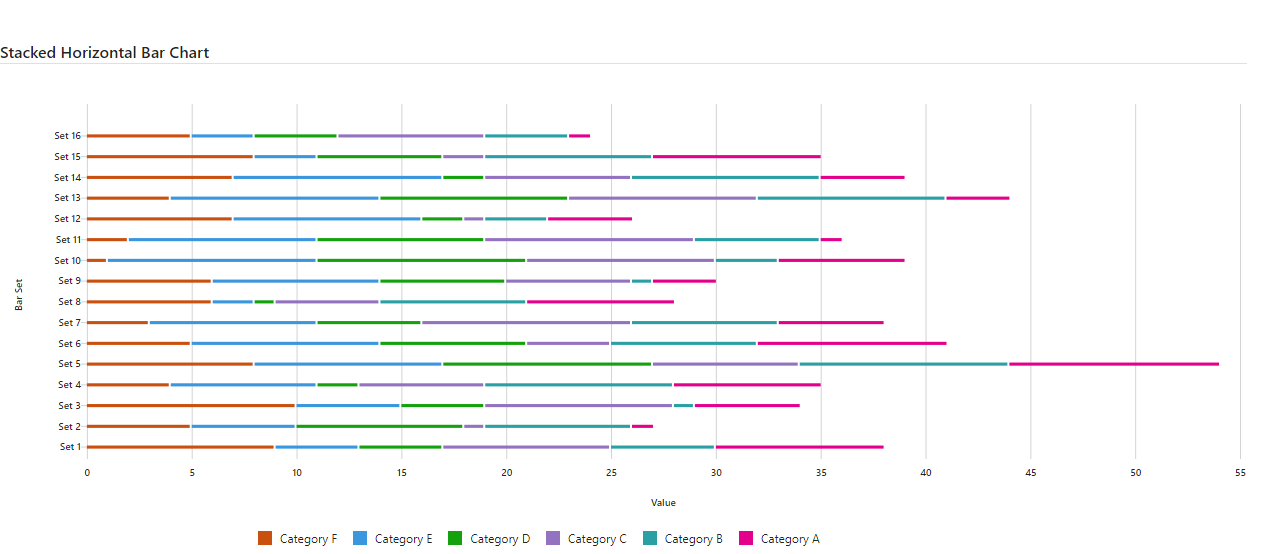 Stacked Horizontal Bar Chart
Set 16
Set 15
Set 14
Set 13
Set 12
Set 11
Set 10
Set 9
Set 8
Set 7
Set 6
Set 5
Set 4
Set 3
Set 2
Set 1
Bar Set
0 5 10 15 20 25 30 35 40 45 50 55
Value
Category F Category E Category D Category C Category B Category A